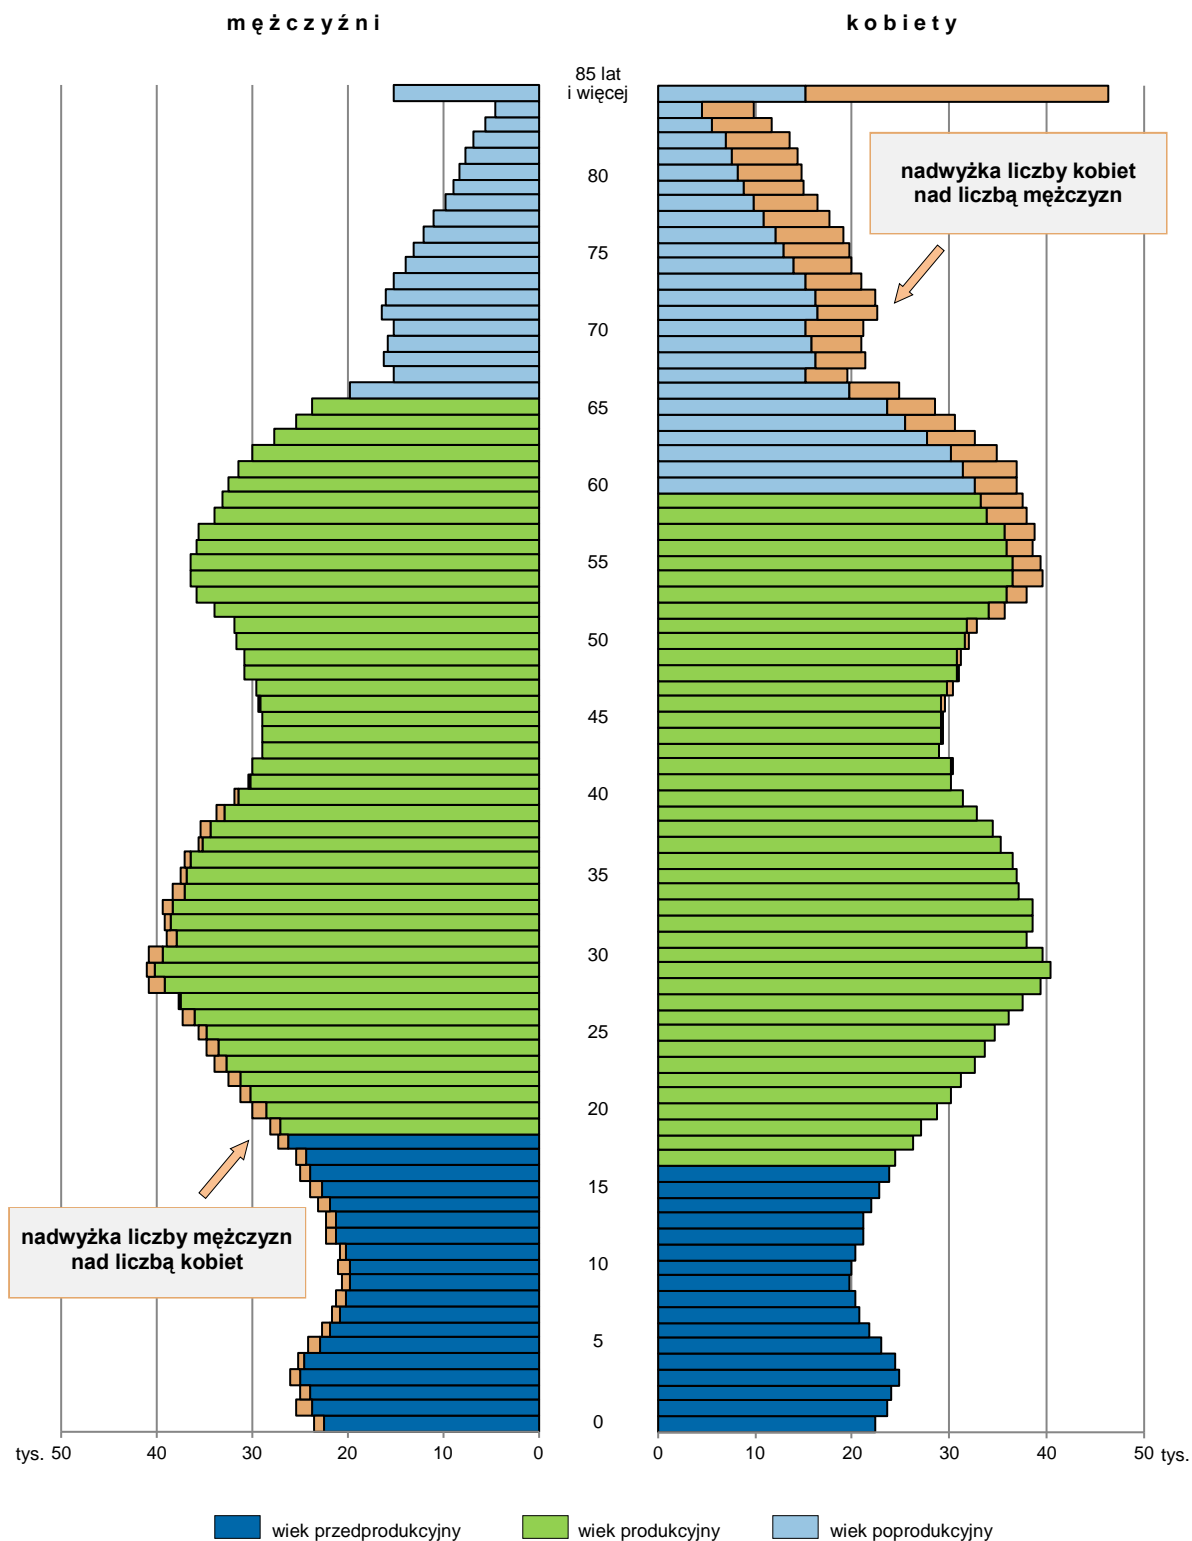 mężczyźni
kobiety
85 lat
i więcej
80
75
70
65
60
55
50
45
40
35
30
25
20
15
10
5
0
nadwyżka liczby kobiet
nad liczbą mężczyzn
nadwyżka liczby mężczyzn
nad liczbą kobiet
tys. 50 40 30 20 10 0
0 10 20 30 40 50 tys.
wiek przedprodukcyjny
wiek produkcyjny
wiek poprodukcyjny